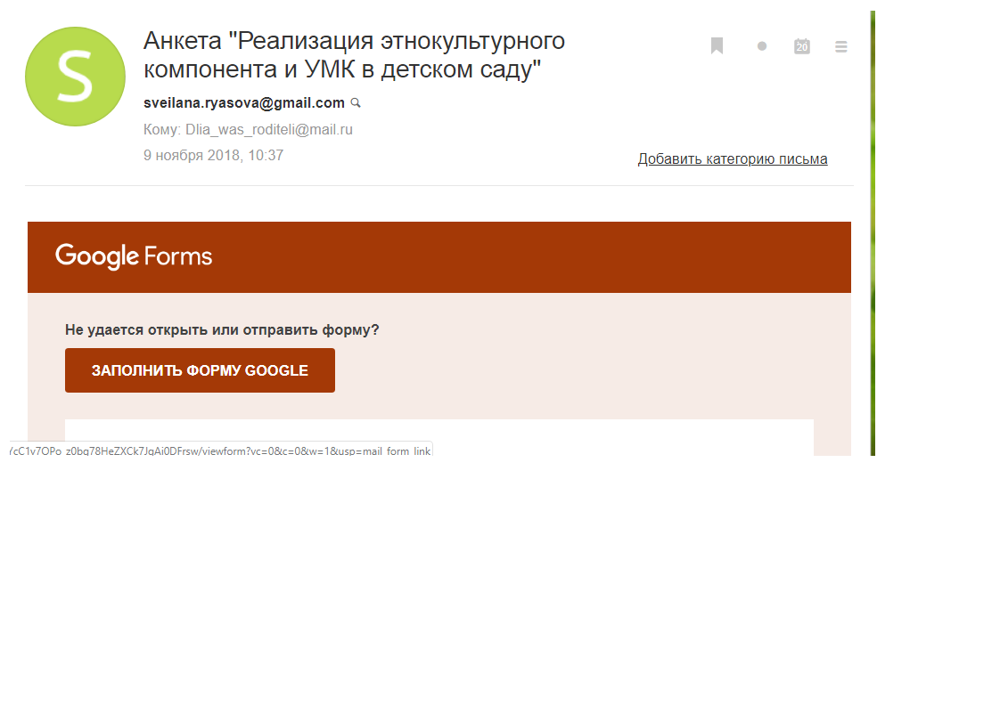 S
Анкета "Реализация этнокультурного
компонента и УМК в детском саду"
20
sveilana.ryasova@gmail.com
Кому: Dlia_was_roditeli@mail.ru
9 ноября 2018, 10:37
Добавить категорию письма
Google Forms
Не удается открыть или отправить форму?
ЗАПОЛНИТЬ ФОРМУ GOOGLE
/viewform?vc=0&c=0&w=1&usp=mail_form_link